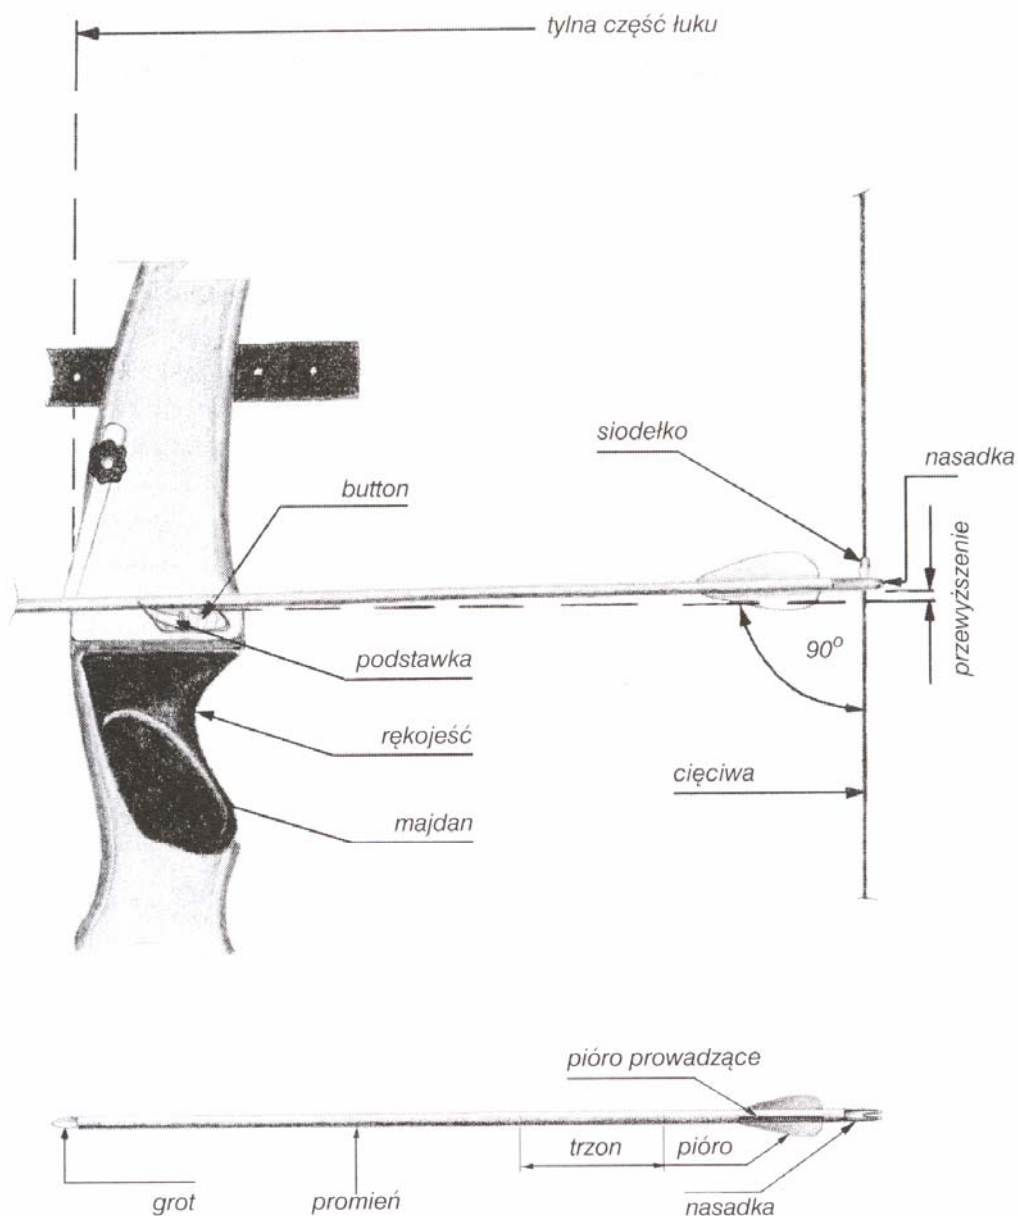 tylna część łuku
siodełko
nasadka
button
przewyższenie
90°
podstawka
rękojeść
cięciwa
majdan
pióro prowadzące
trzon
pióro
grot
promień
nasadka